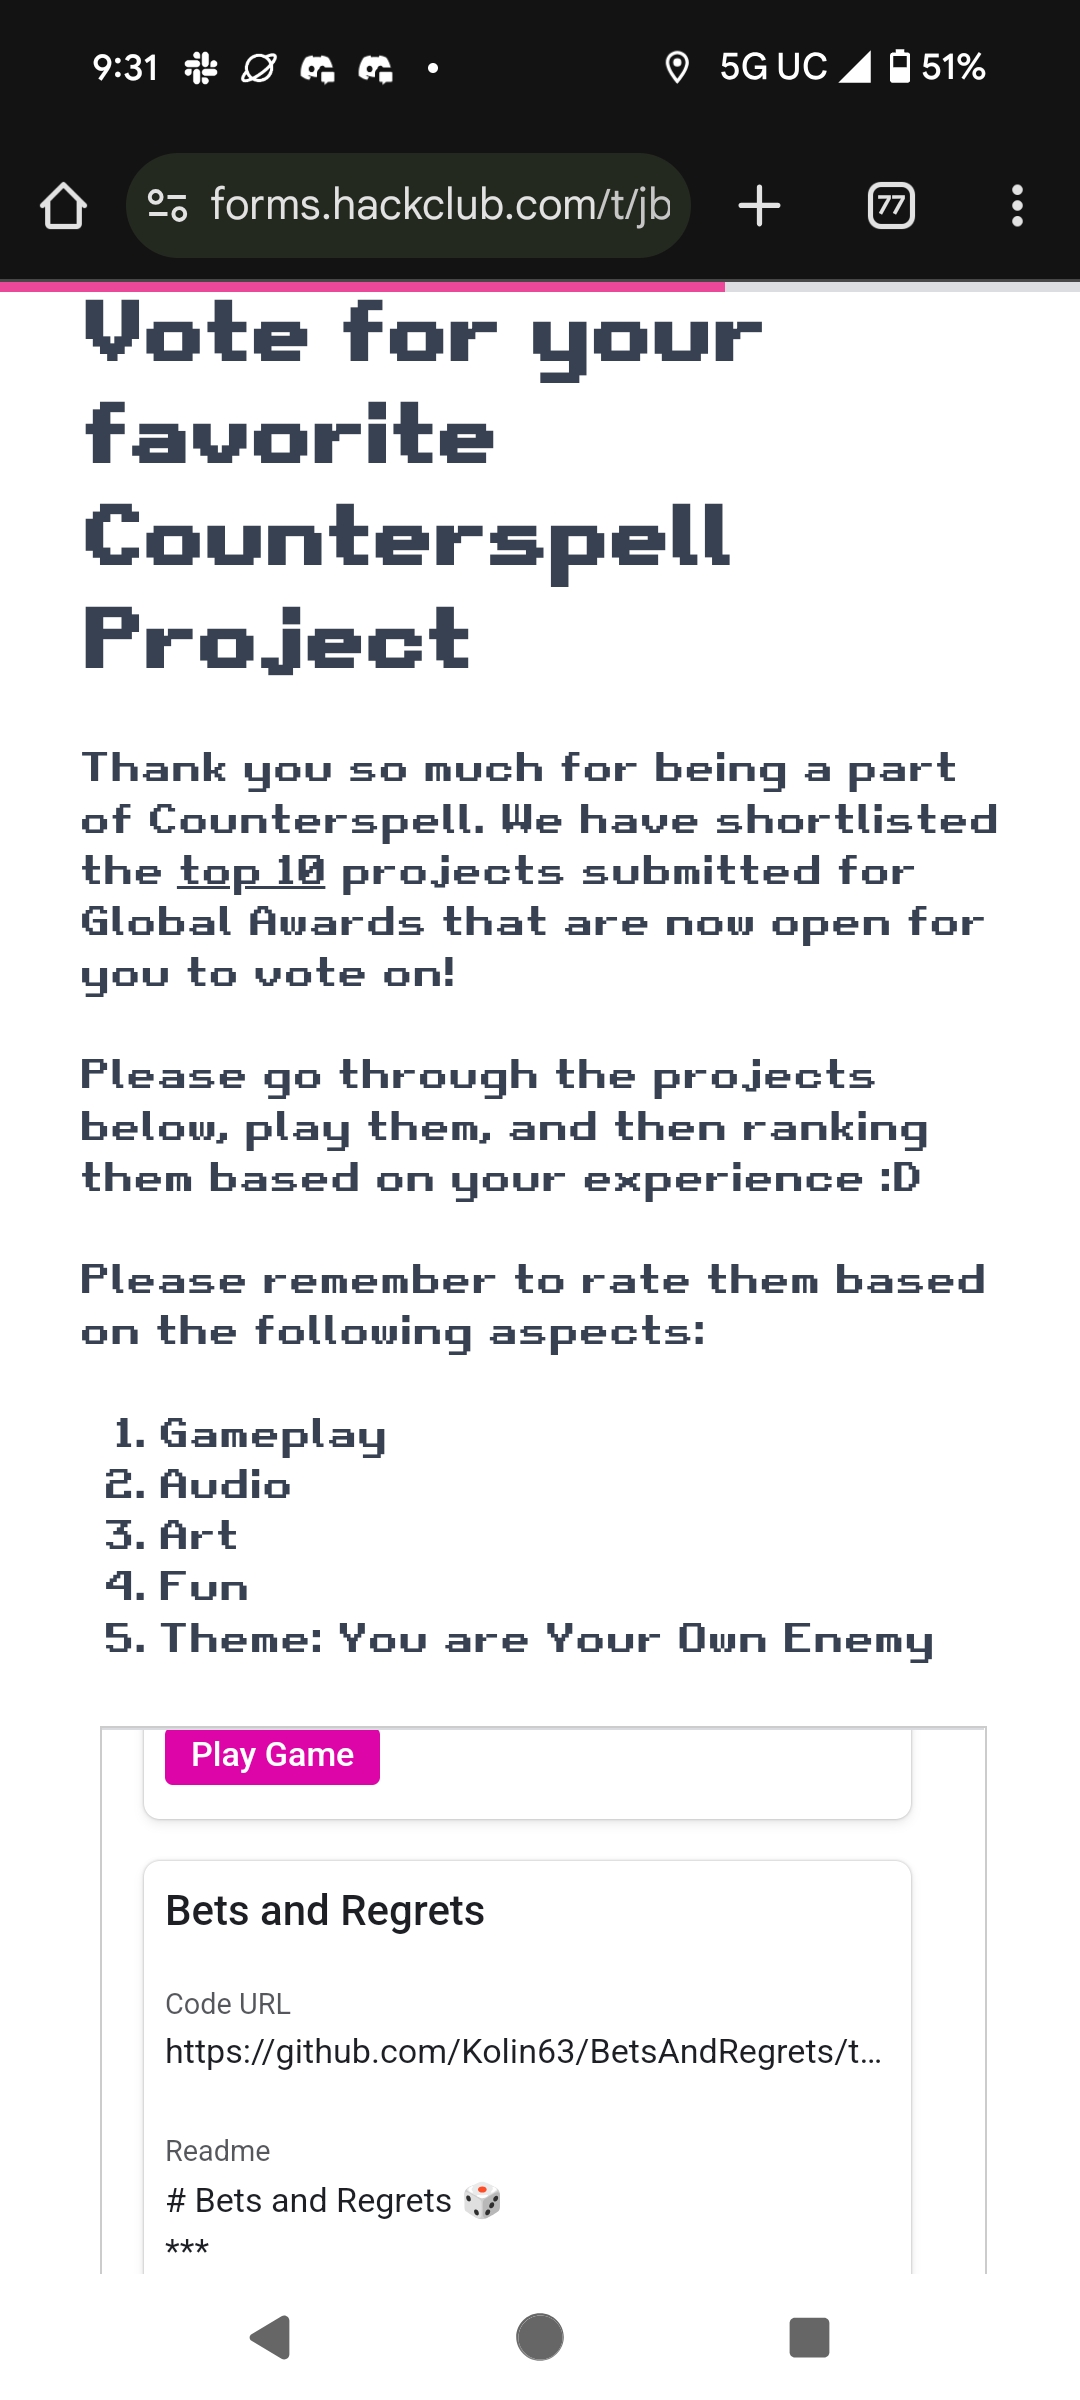 9:31
5G UC
51%
forms.hackclub.com/t/jb
77
Vote for your
favorite
Counterspell
Project
Thank you so much for being a part
of Counterspell. We have shortlisted
the top 10 projects submitted for
Global Awards that are now open for
you to vote on!
Please go through the projects
below, play them, and then ranking
them based on your experience :D
Please remember to rate them based
on the following aspects:
1. Gameplay
2. Audio
3. Art
4. Fun
5. Theme: You are Your Own Enemy
Play Game
Bets and Regrets
Code URL
https://github.com/Kolin63/BetsAndRegrets/t...
Readme
# Bets and Regrets 🎲
***